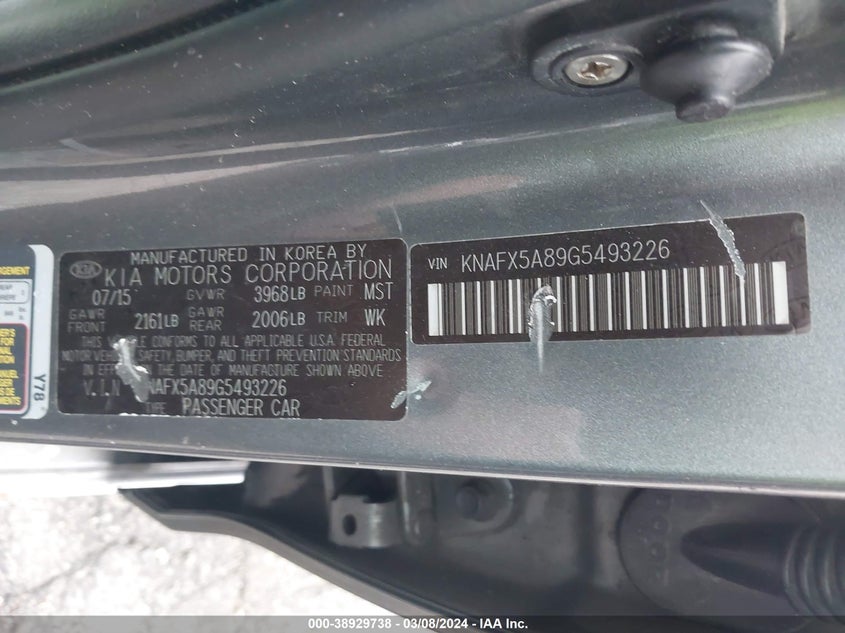 KIA
MANUFACTURED IN KOREA BY
KIA MOTORS CORPORATION
07/15 GVWR 3968LB PAINT MST
GAWR FRONT 2161LB GAWR REAR 2006LB TRIM WK
THIS VEHICLE CONFORMS TO ALL APPLICABLE U.S.A. FEDERAL
MOTOR VEHICLE SAFETY, BUMPER, AND THEFT PREVENTION STANDARDS
IN EFFECT THE DATE OF MANUFACTURE SHOWN ABOVE
V.I.N KNAFX5A89G5493226
TYPE PASSENGER CAR
VIN KNAFX5A89G5493226
Y78
000-38929738 - 03/08/2024 - IAA Inc.